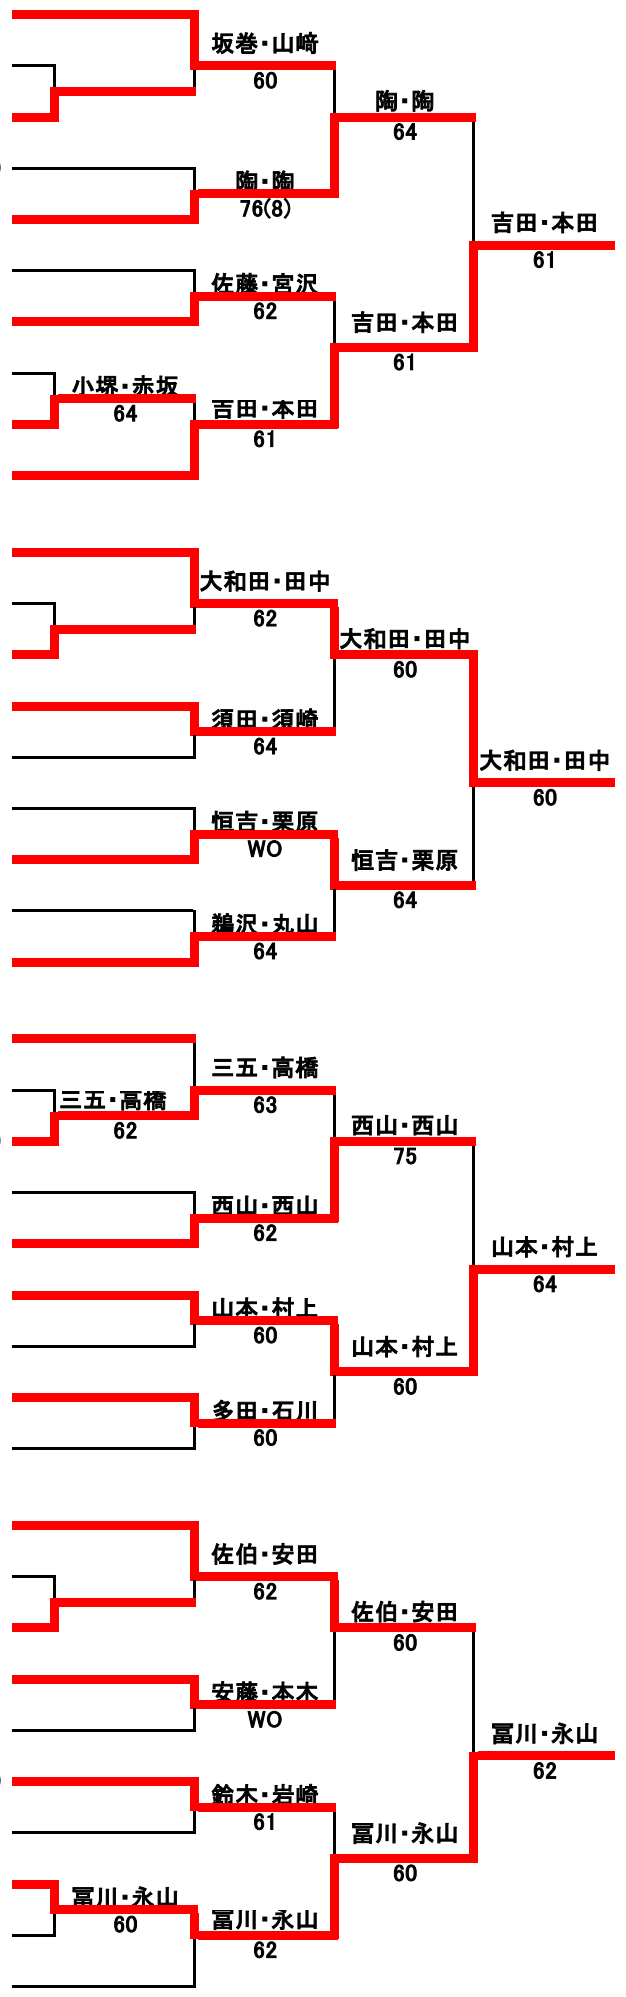 坂巻・山﨑
60
陶・陶
64
陶・陶
76(8)
吉田・本田
61
佐藤・宮沢
62
吉田・本田
61
小堺・赤坂
64
吉田・本田
61
大和田・田中
62
大和田・田中
60
須田・須崎
64
大和田・田中
60
恒吉・栗原
WO
恒吉・栗原
64
鵜沢・丸山
64
三五・高橋
63
三五・高橋
62
西山・西山
75
西山・西山
62
山本・村上
64
山本・村上
60
山本・村上
60
多田・石川
60
佐伯・安田
62
佐伯・安田
60
安藤・本木
WO
冨川・永山
62
鈴木・岩崎
61
冨川・永山
60
冨川・永山
60
冨川・永山
62